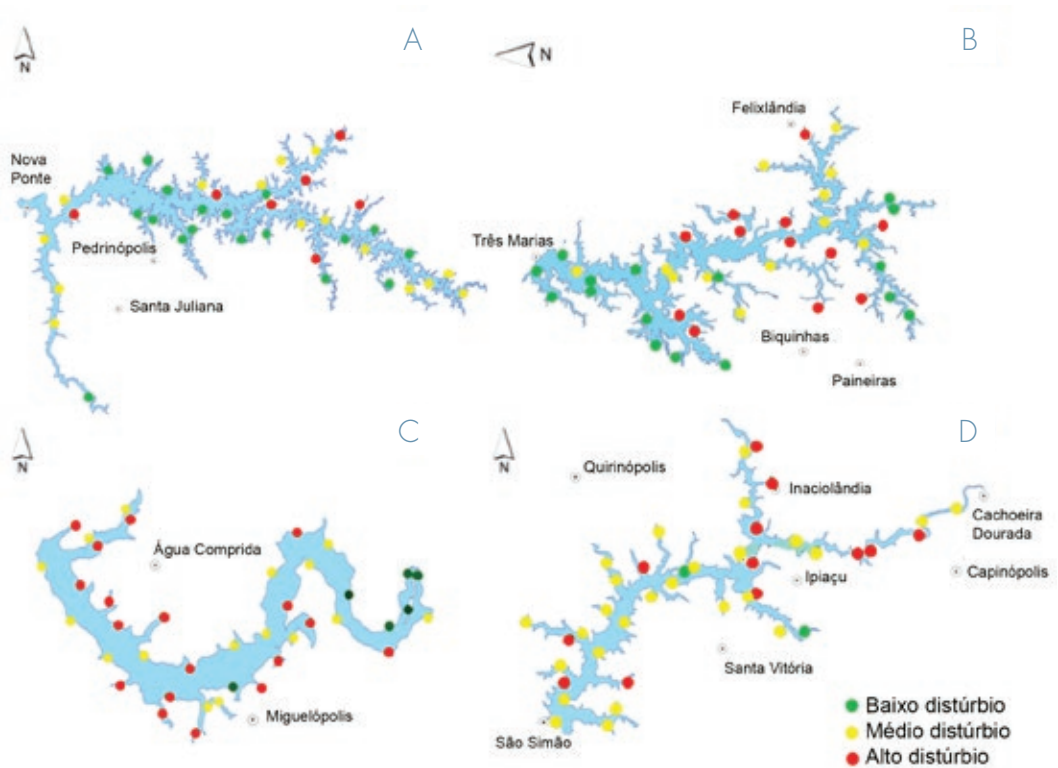 A
N
Nova
Ponte
Pedrinópolis
Santa Juliana
B
N
Felixlândia
Três Marias
Biquinhas
Paineiras
C
N
Água Comprida
Miguelópolis
D
N
Quirinópolis
Inaciolândia
Cachoeira
Dourada
Ipiaçu
Capinópolis
Santa Vitória
São Simão
Baixo distúrbio
Médio distúrbio
Alto distúrbio